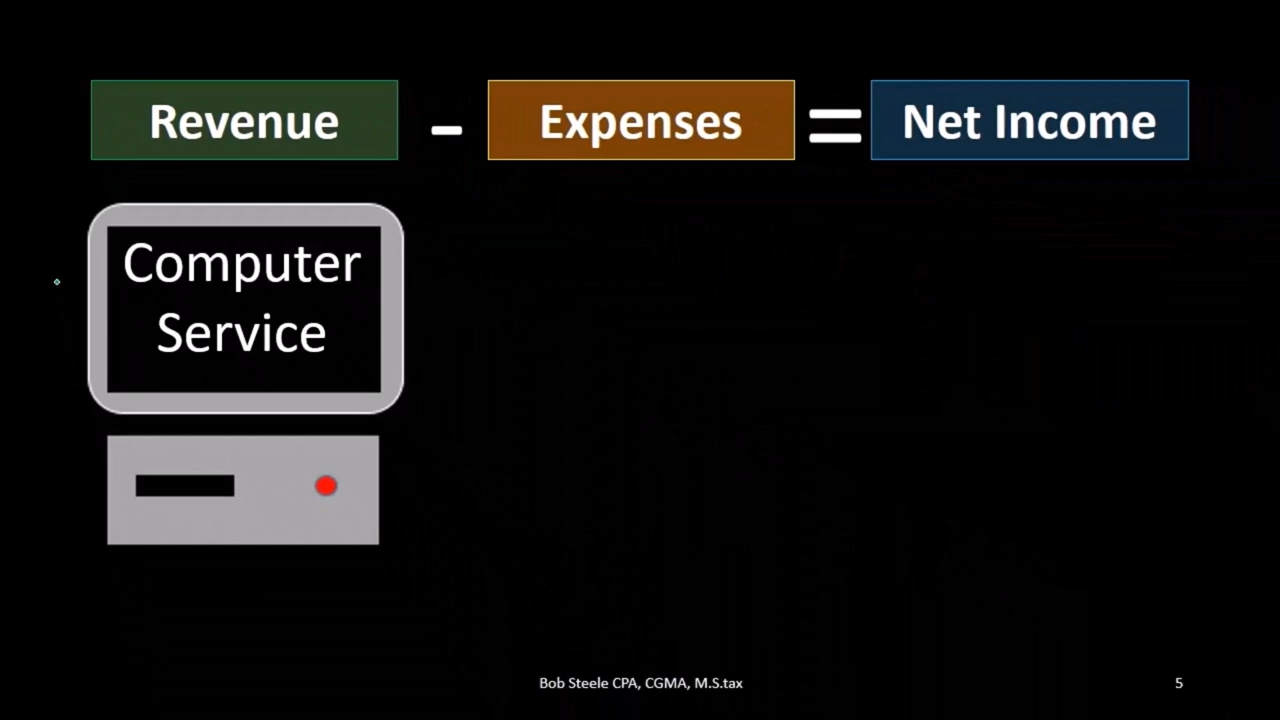 Revenue - Expenses = Net Income
Computer
Service
Bob Steele CPA, CGMA, M.S.tax
5